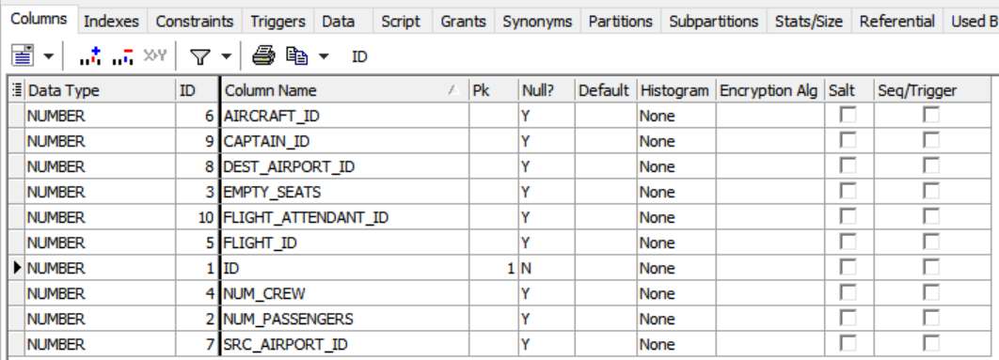 Columns Indexes Constraints Triggers Data Script Grants Synonyms Partitions Subpartitions Stats/Size Referential Used B
X›Y ID
Data Type ID Column Name Pk Null? Default Histogram Encryption Alg Salt Seq/Trigger
NUMBER 6 AIRCRAFT_ID Y None
NUMBER 9 CAPTAIN_ID Y None
NUMBER 8 DEST_AIRPORT_ID Y None
NUMBER 3 EMPTY_SEATS Y None
NUMBER 10 FLIGHT_ATTENDANT_ID Y None
NUMBER 5 FLIGHT_ID Y None
NUMBER 1 ID 1 N None
NUMBER 4 NUM_CREW Y None
NUMBER 2 NUM_PASSENGERS Y None
NUMBER 7 SRC_AIRPORT_ID Y None